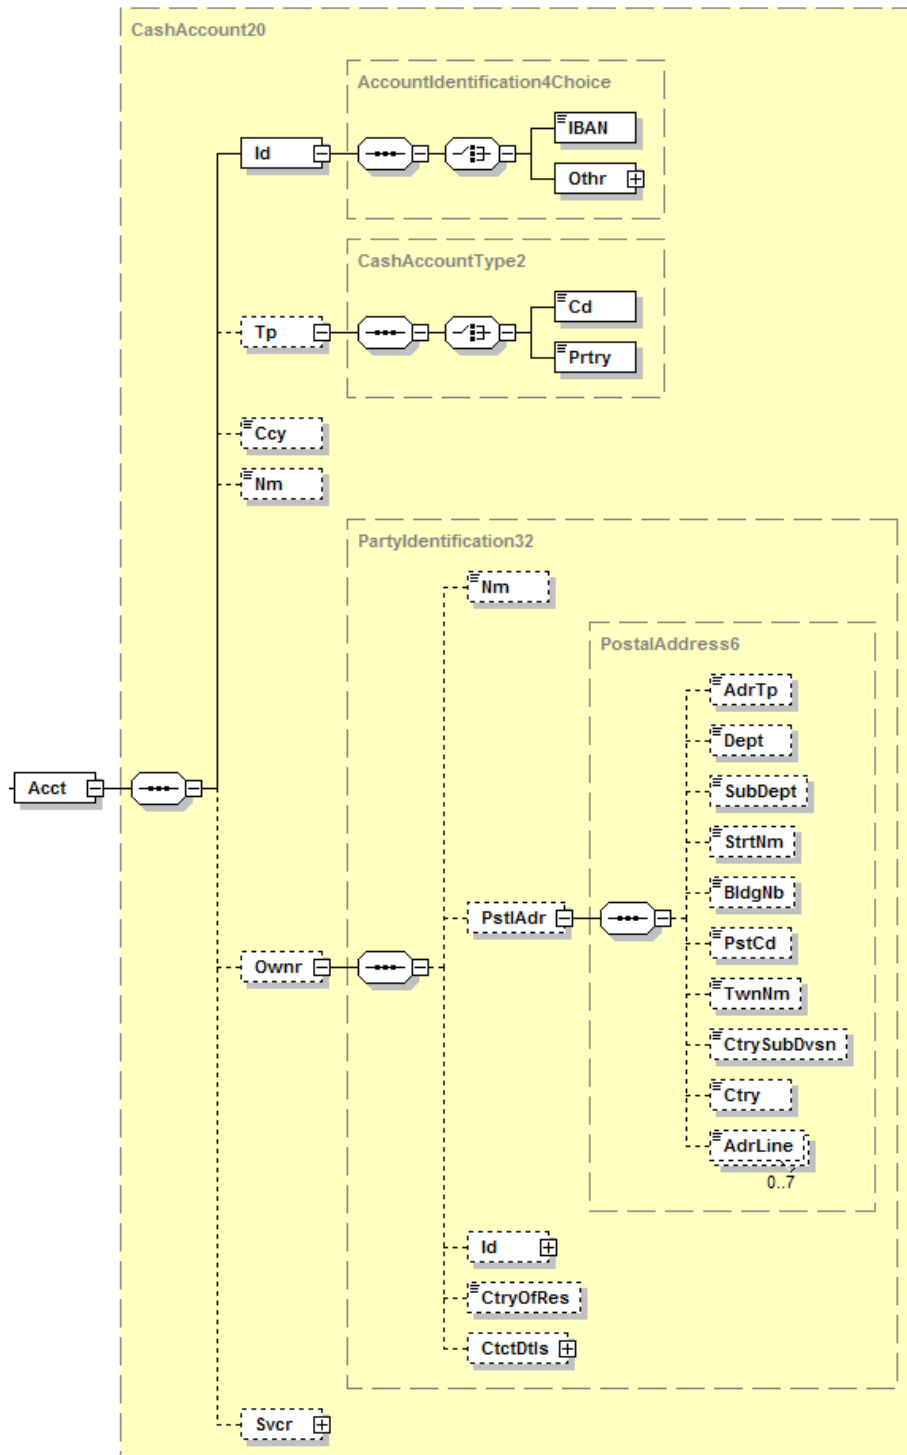 CashAccount20
AccountIdentification4Choice
IBAN
Id
Othr
CashAccountType2
Cd
Tp
Prtry
Ccy
Nm
PartyIdentification32
Nm
PostalAddress6
AdrTp
Dept
SubDept
Acct
StrtNm
BldgNb
PstlAdr
PstCd
Ownr
TwnNm
CtrySubDvsn
Ctry
AdrLine
0..7
Id
CtryOfRes
CtctDtls
Svcr